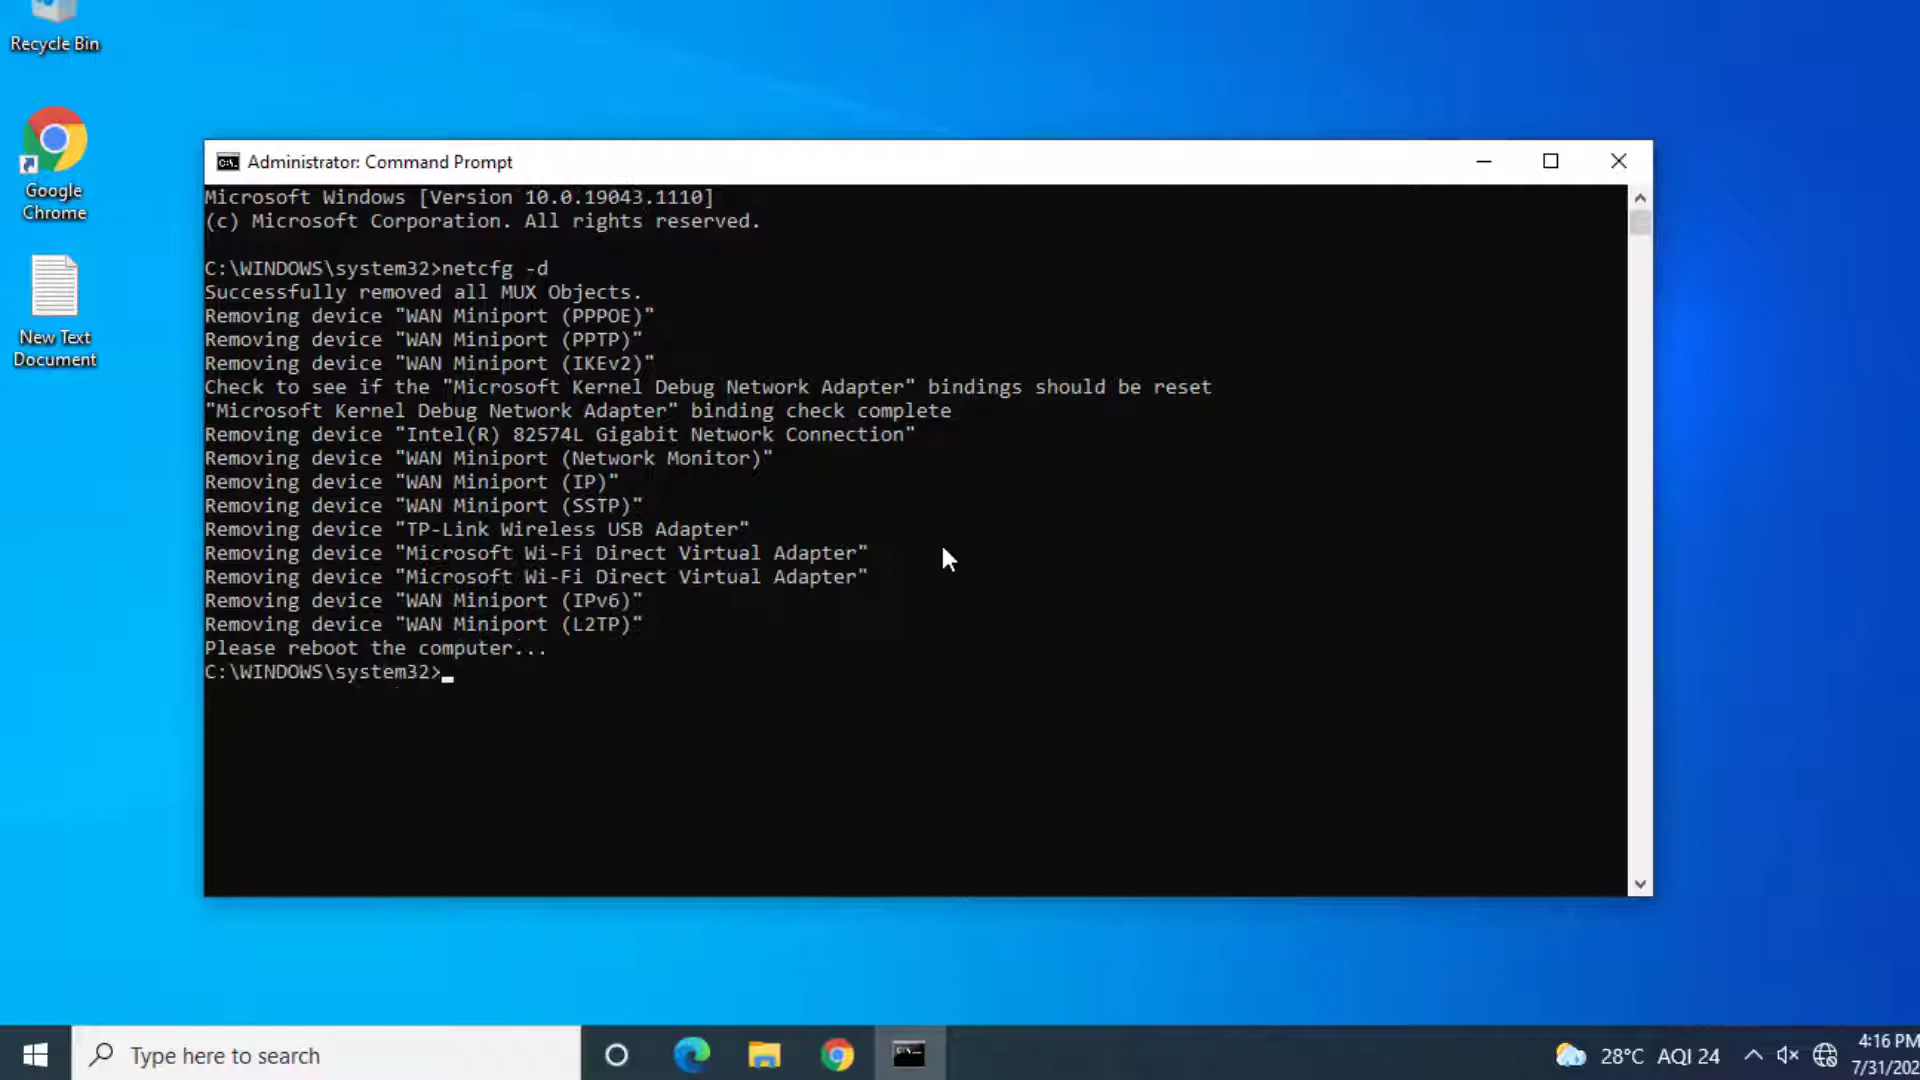 Recycle Bin
Google
Chrome
New Text
Document
Administrator: Command Prompt
Microsoft Windows [Version 10.0.19043.1110]
(c) Microsoft Corporation. All rights reserved.
C:\WINDOWS\system32>netcfg -d
Successfully removed all MUX Objects.
Removing device "WAN Miniport (PPPOE)"
Removing device "WAN Miniport (PPTP)"
Removing device "WAN Miniport (IKEv2)"
Check to see if the "Microsoft Kernel Debug Network Adapter" bindings should be reset
"Microsoft Kernel Debug Network Adapter" binding check complete
Removing device "Intel(R) 82574L Gigabit Network Connection"
Removing device "WAN Miniport (Network Monitor)"
Removing device "WAN Miniport (IP)"
Removing device "WAN Miniport (SSTP)"
Removing device "TP-Link Wireless USB Adapter"
Removing device "Microsoft Wi-Fi Direct Virtual Adapter"
Removing device "Microsoft Wi-Fi Direct Virtual Adapter"
Removing device "WAN Miniport (IPv6)"
Removing device "WAN Miniport (L2TP)"
Please reboot the computer...
C:\WINDOWS\system32>
Type here to search
28°C AQI 24
4:16 PM
7/31/202